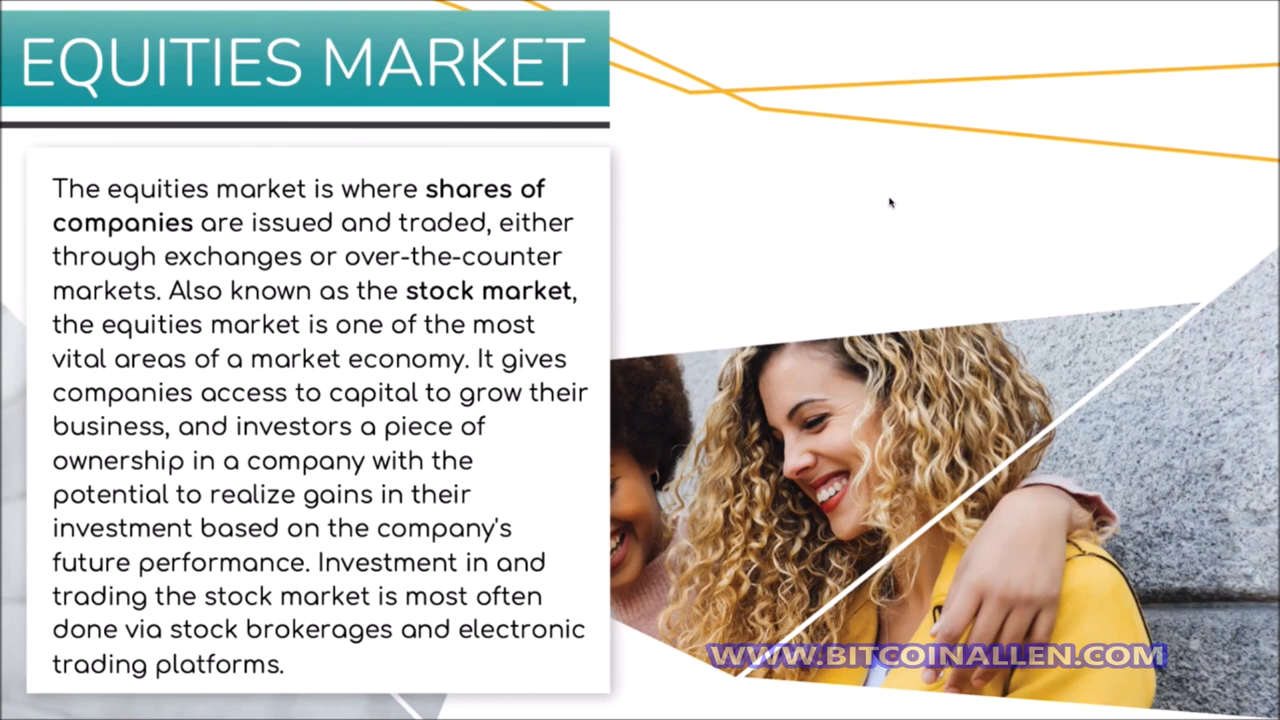 EQUITIES MARKET
The equities market is where shares of
companies are issued and traded, either
through exchanges or over-the-counter
markets. Also known as the stock market,
the equities market is one of the most
vital areas of a market economy. It gives
companies access to capital to grow their
business, and investors a piece of
ownership in a company with the
potential to realize gains in their
investment based on the company's
future performance. Investment in and
trading the stock market is most often
done via stock brokerages and electronic
trading platforms.
WWW.BITCOINALLEN.COM